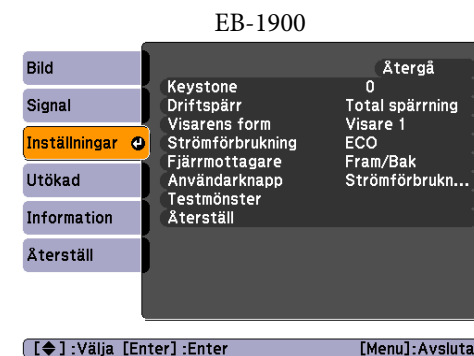 EB-1900
Bild
Signal
Inställningar
Utökad
Information
Återställ
Återgå
Keystone 0
Driftspärr Total spärrning
Visarens form Visare 1
Strömförbrukning ECO
Fjärrmottagare Fram/Bak
Användarknapp Strömförbrukn...
Testmönster
Återställ
[◆] :Välja [Enter] :Enter [Menu]:Avsluta